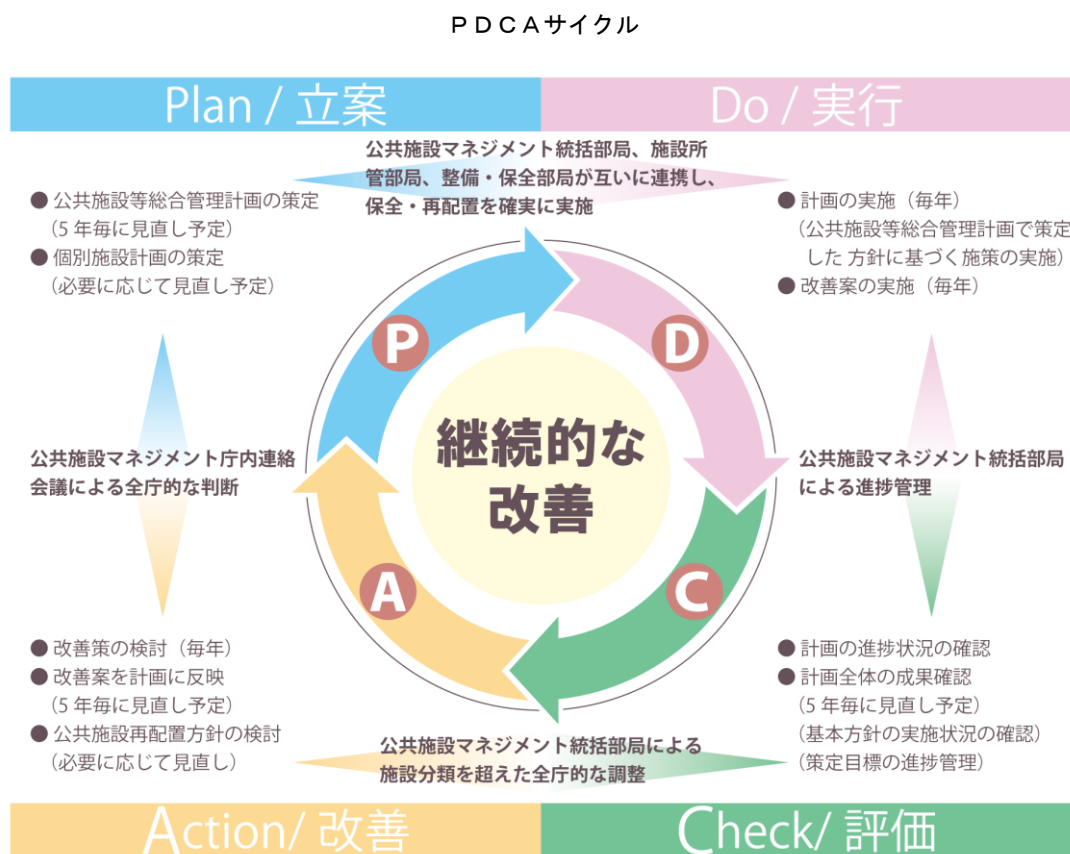 ＰＤＣＡサイクル
Plan / 立案
Do / 実行
公共施設マネジメント統括部局、施設所
管部局、整備・保全部局が互いに連携し、
保全・再配置を確実に実施
● 公共施設等総合管理計画の策定
（5 年毎に見直し予定）
● 個別施設計画の策定
（必要に応じて見直し予定）
● 計画の実施（毎年）
（公共施設等総合管理計画で策定
した 方針に基づく施策の実施）
● 改善案の実施（毎年）
P
D
継続的な
改善
公共施設マネジメント庁内連絡
会議による全庁的な判断
公共施設マネジメント統括部局
による進捗管理
A
C
● 改善策の検討（毎年）
● 改善案を計画に反映
（5 年毎に見直し予定）
● 公共施設再配置方針の検討
（必要に応じて見直し）
● 計画の進捗状況の確認
● 計画全体の成果確認
（5 年毎に見直し予定）
（基本方針の実施状況の確認）
（策定目標の進捗管理）
公共施設マネジメント統括部局による
施設分類を超えた全庁的な調整
Action/ 改善
Check/ 評価